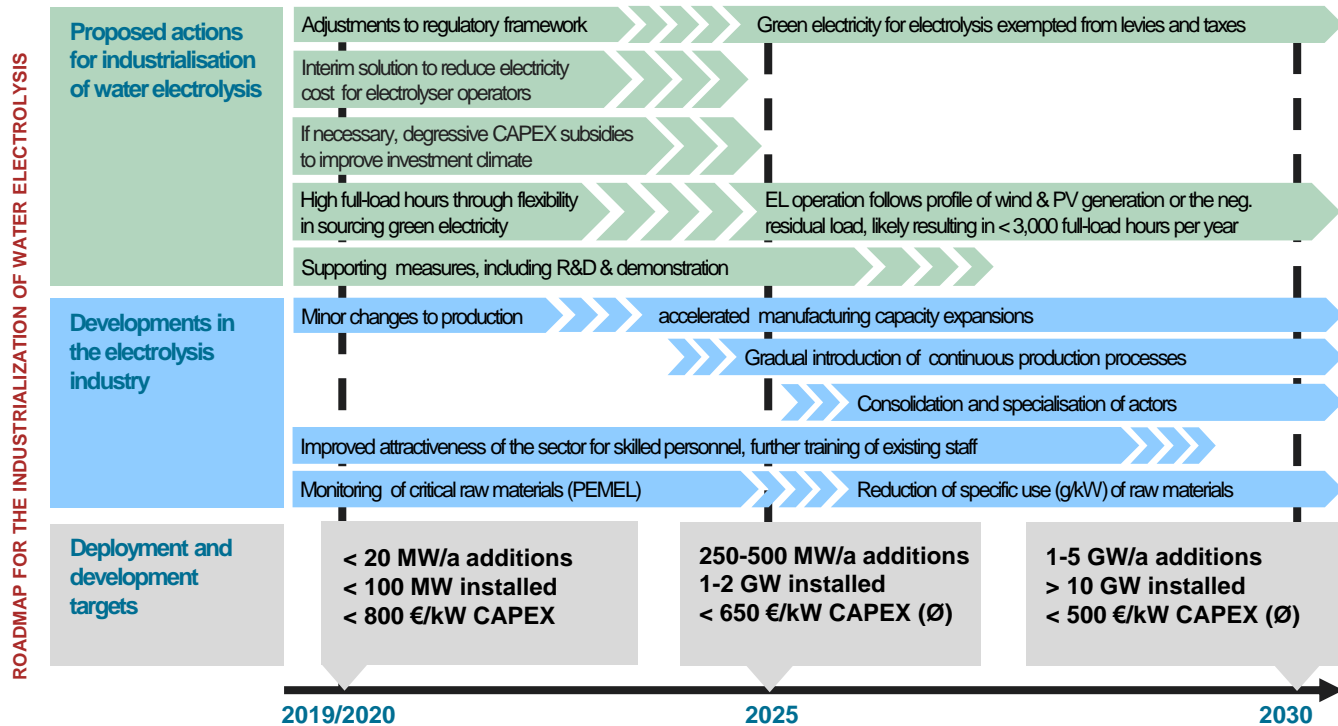 ROADMAP FOR THE INDUSTRIALIZATION OF WATER ELECTROLYSIS
Proposed actions
for industrialisation
of water electrolysis
Adjustments to regulatory framework
Green electricity for electrolysis exempted from levies and taxes
Interim solution to reduce electricity
cost for electrolyser operators
If necessary, degressive CAPEX subsidies
to improve investment climate
High full-load hours through flexibility
in sourcing green electricity
EL operation follows profile of wind & PV generation or the neg.
residual load, likely resulting in < 3,000 full-load hours per year
Supporting measures, including R&D & demonstration
Developments in
the electrolysis
industry
Minor changes to production
accelerated manufacturing capacity expansions
Gradual introduction of continuous production processes
Consolidation and specialisation of actors
Improved attractiveness of the sector for skilled personnel, further training of existing staff
Monitoring of critical raw materials (PEMEL)
Reduction of specific use (g/kW) of raw materials
Deployment and
development
targets
< 20 MW/a additions
< 100 MW installed
< 800 €/kW CAPEX
250-500 MW/a additions
1-2 GW installed
< 650 €/kW CAPEX (Ø)
1-5 GW/a additions
> 10 GW installed
< 500 €/kW CAPEX (Ø)
2019/2020
2025
2030